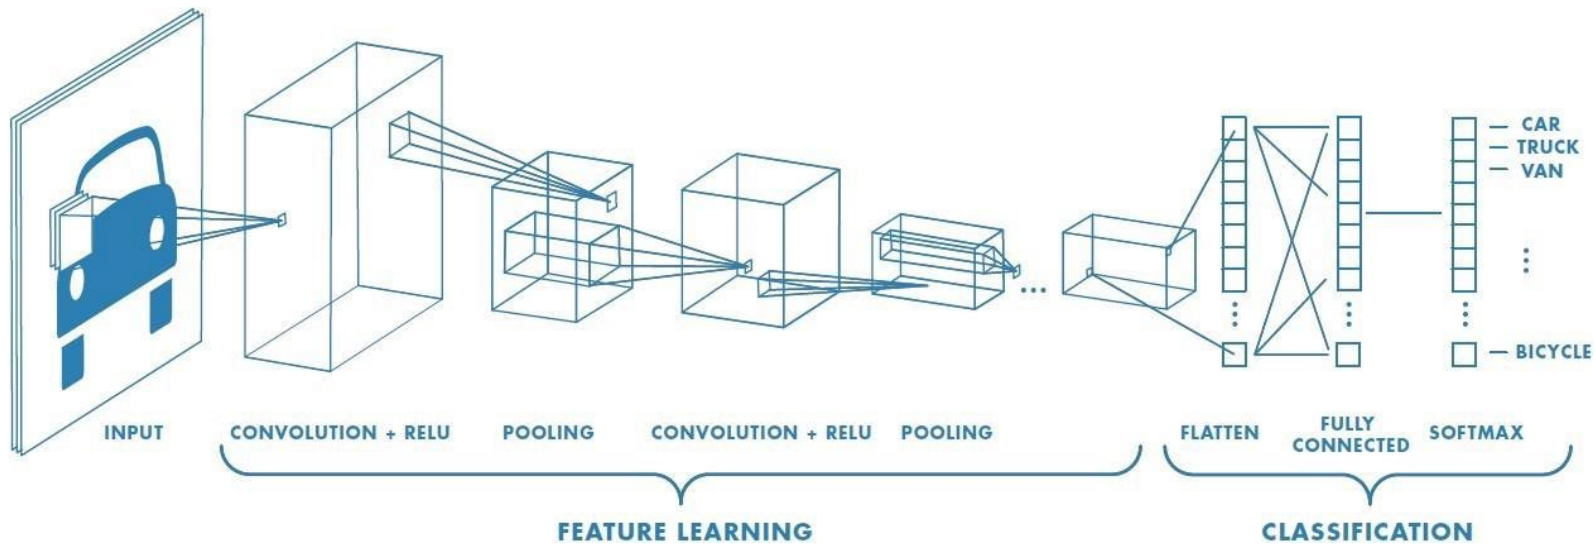 CAR
TRUCK
VAN
BICYCLE
INPUT
CONVOLUTION + RELU
POOLING
CONVOLUTION + RELU
POOLING
FLATTEN
FULLY
CONNECTED
SOFTMAX
FEATURE LEARNING
CLASSIFICATION